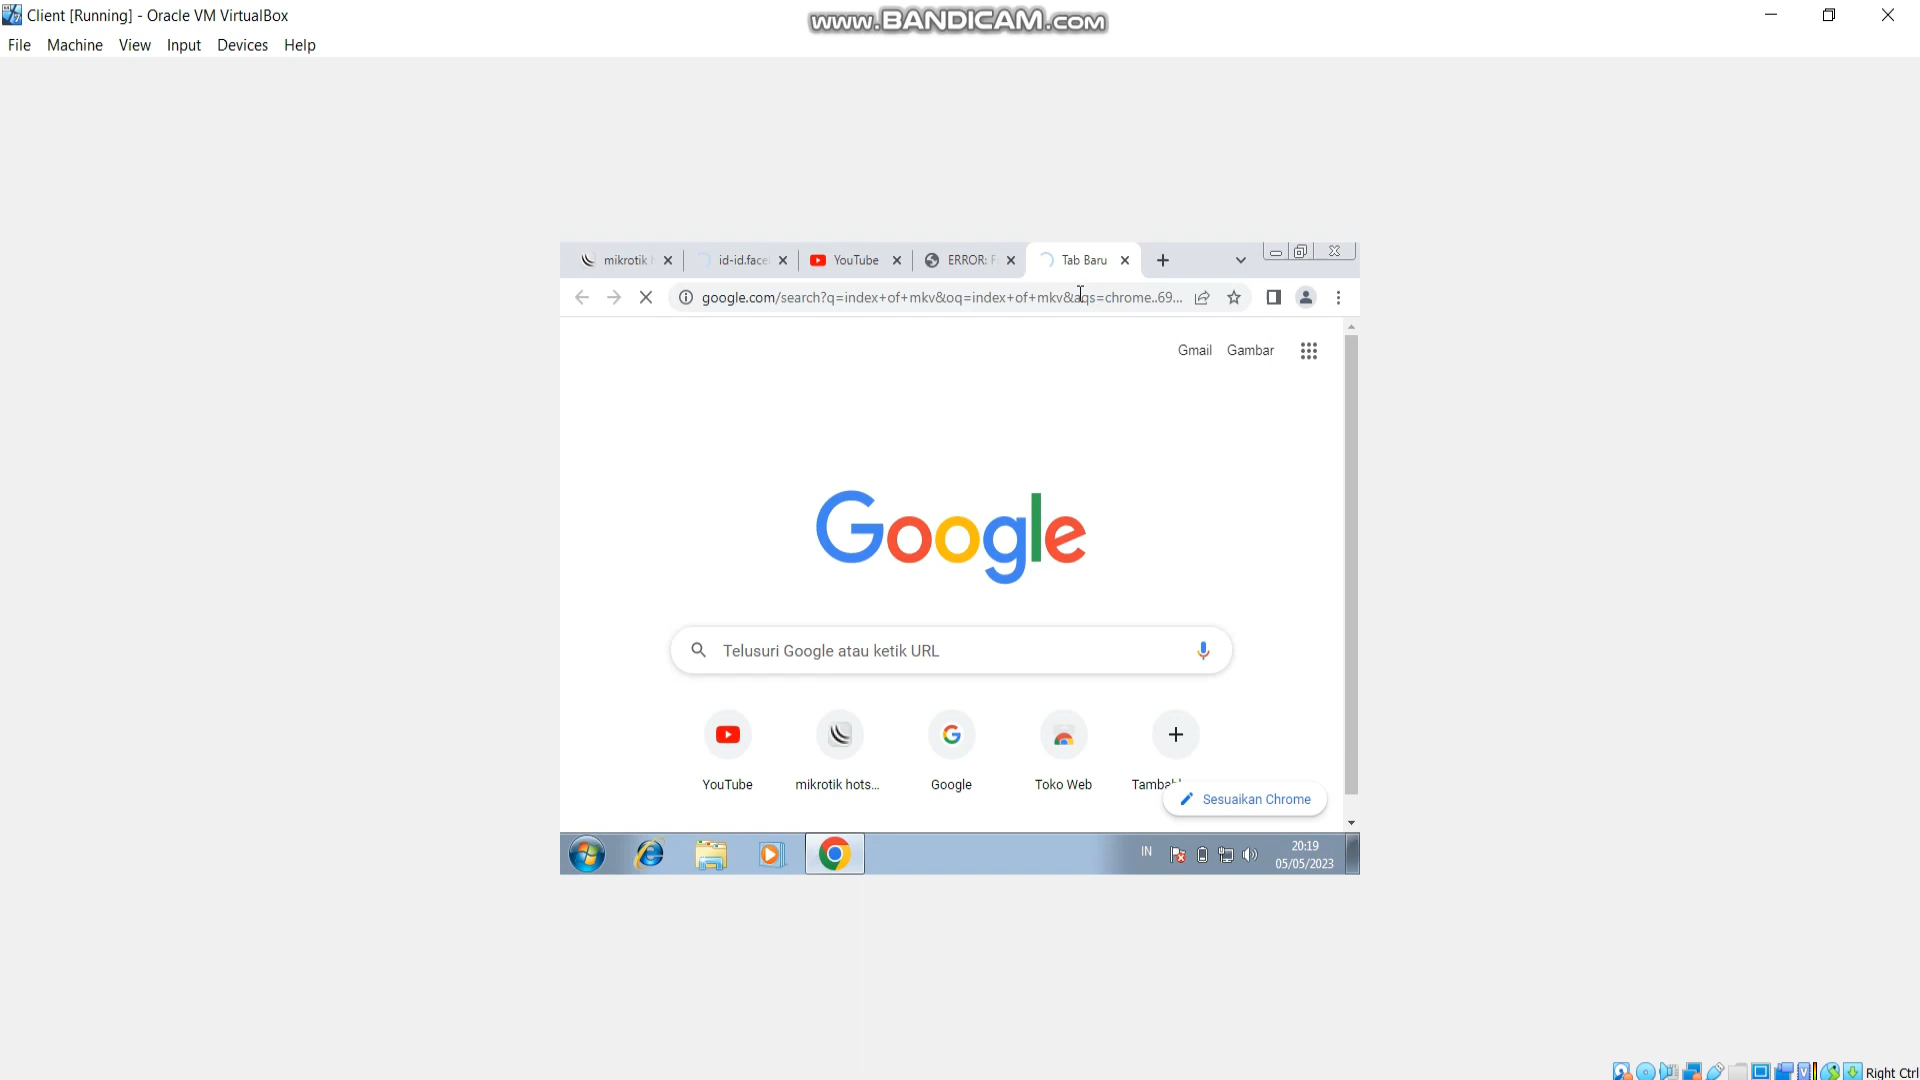 Client [Running] - Oracle VM VirtualBox
www.BANDICAM.com
File Machine View Input Devices Help
mikrotik
id-id.face
YouTube
ERROR:
Tab Baru
google.com/search?q=index+of+mkv&oq=index+of+mkv&aqs=chrome..69...
Gmail Gambar
Google
Telusuri Google atau ketik URL
YouTube
mikrotik hots...
Google
Toko Web
Sesuaikan Chrome
IN
20:19
05/05/2023
Right Ctrl